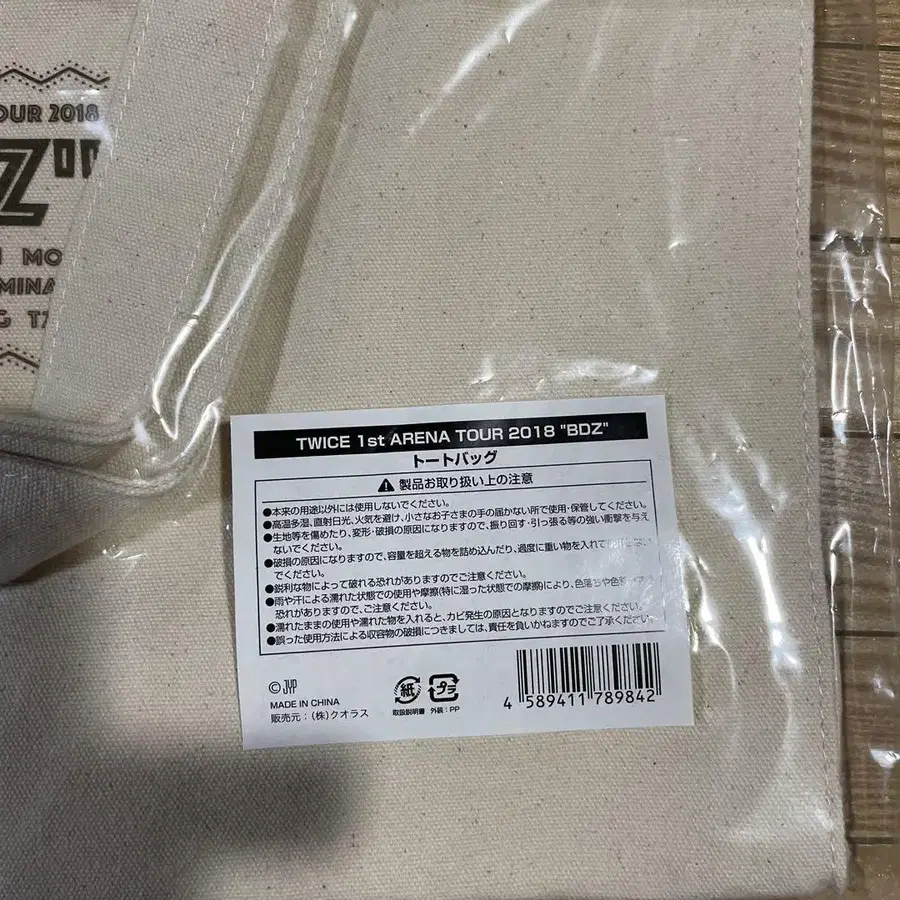 OUR 2018
Z"
MO
MINA
G TZ
TWICE 1st ARENA TOUR 2018 "BDZ"
トートバッグ
⚠ 製品お取り扱い上の注意
●本来の用途以外には使用しないでください。
●高温多湿、直射日光、火気を避け、小さなお子さまの手の届かない所で使用・保管してください。
●生地等を傷めたり、変形・破損の原因になりますので、振り回す・引っ張る等の強い衝撃を与え
ないでください。
●破損の原因になりますので、容量を超える物を詰め込んだり、過度に重い物を入れて
でください。
●鋭利な物によって破れる恐れがありますのでご注意ください。
●雨や汗による濡れた状態での使用や摩擦(特に湿った状態での摩擦)により、色落ちや色
恐れがありますので、ご注意ください。
●濡れたままの使用や濡れた物を入れると、カビ発生の原因となりますのでご注意ください。
●誤った使用方法による収容物の破損につきましては、責任を負いかねますのでご了承ください。
© JYP
MADE IN CHINA
販売元：(株)クオラス
紙
取扱説明書
プラ
外装：PP
4 589411 789842